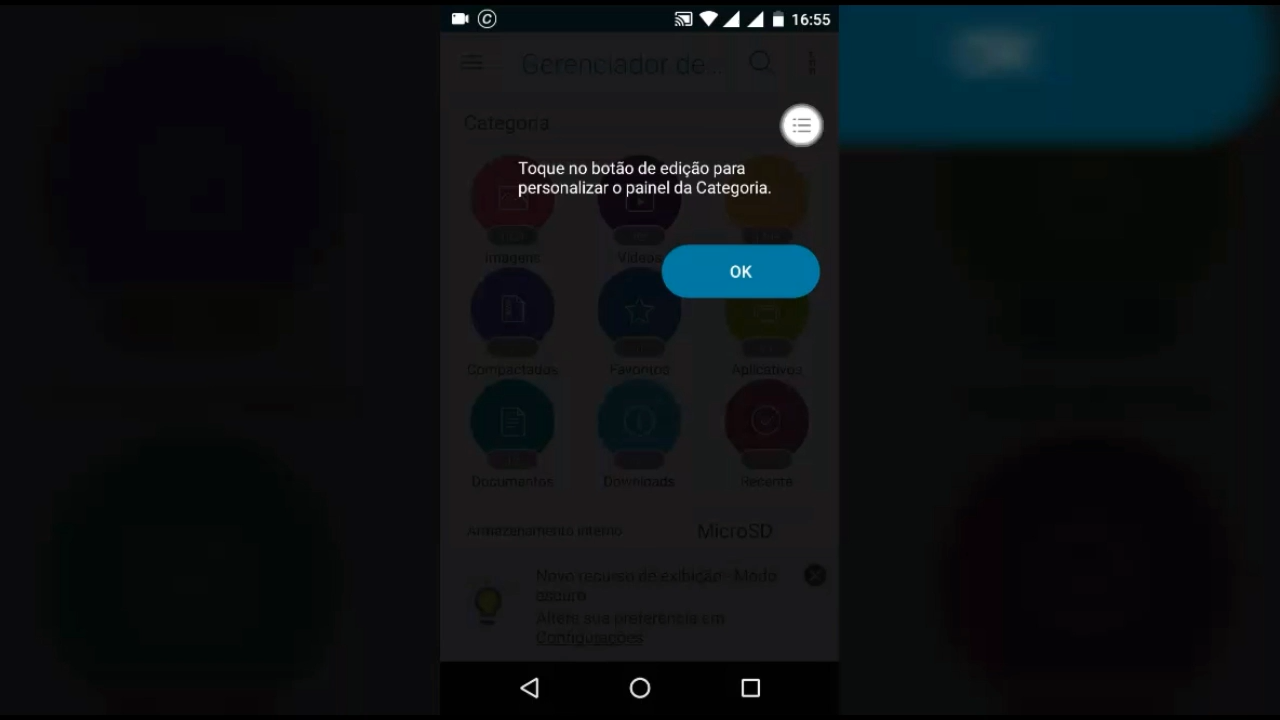 16:55
Gerenciador de...
Categoria
Toque no botão de edição para
personalizar o painel da Categoria.
Imagens
Vídeos
OK
Compactados
Favoritos
Aplicativos
Documentos
Downloads
Recente
Armazenamento interno
MicroSD
Novo recurso de exibição: Modo
escuro
Altere sua preferência em
Configurações
OK